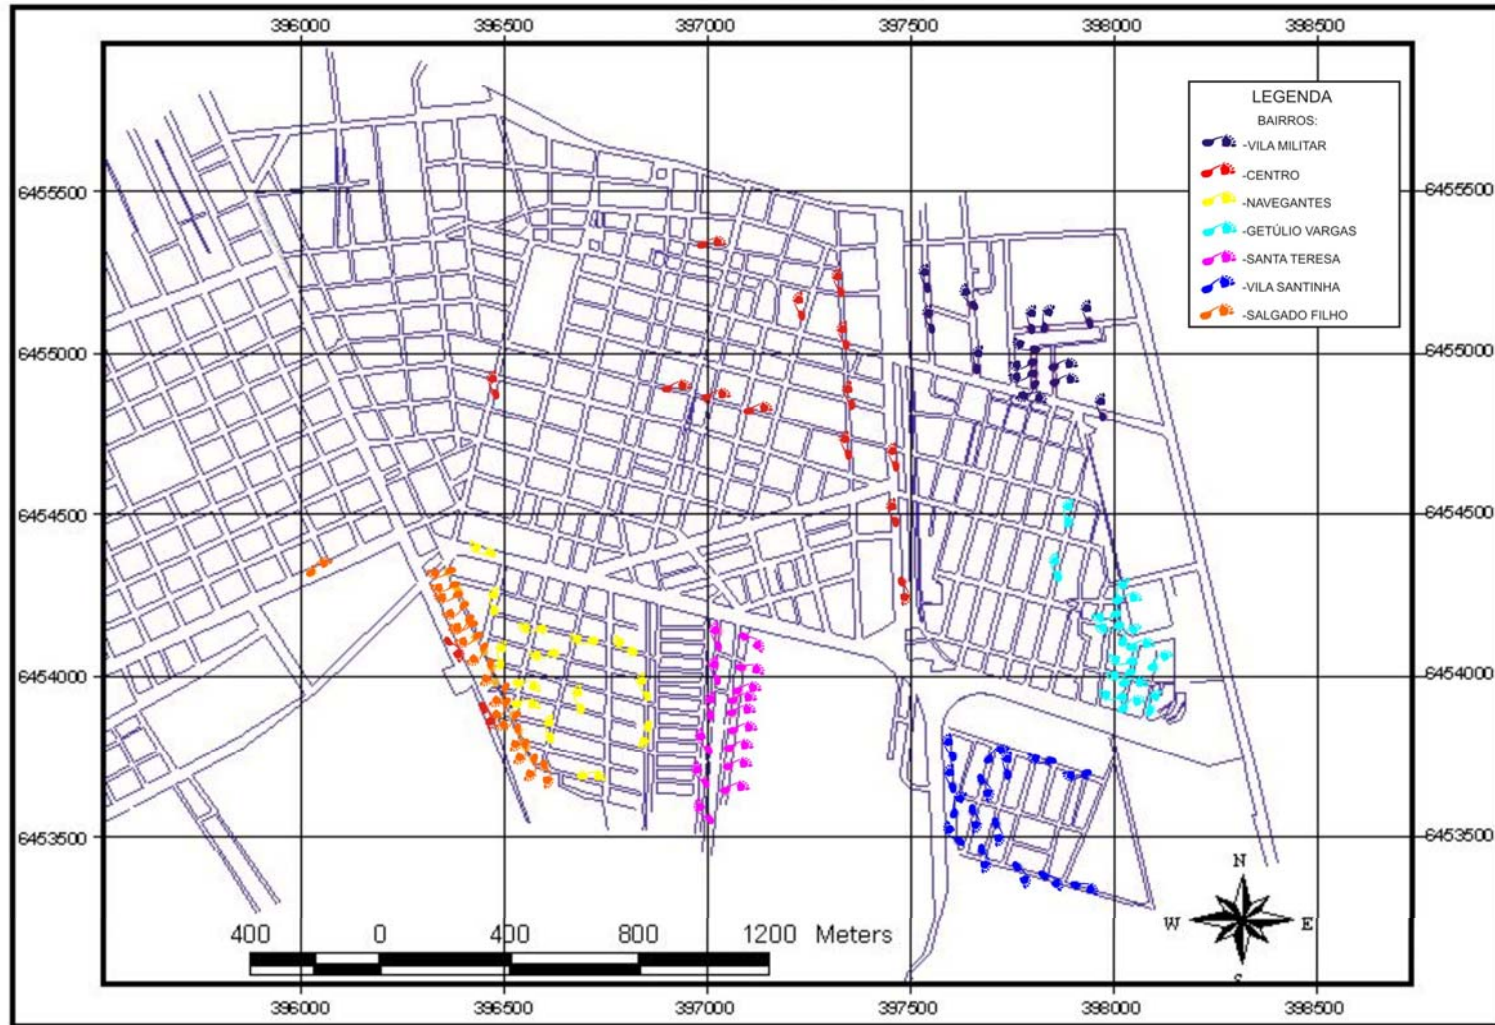 396000 396500 397000 397500 398000 398500
LEGENDA
BAIRROS:
-VILA MILITAR
-CENTRO
-NAVEGANTES
-GETÚLIO VARGAS
-SANTA TERESA
-VILA SANTINHA
-SALGADO FILHO
6455500 6455500
6455000 6455000
6454500 6454500
6454000 6454000
6453500 6453500
N
W E
S
400 0 400 800 1200 Meters
396000 396500 397000 397500 398000 398500